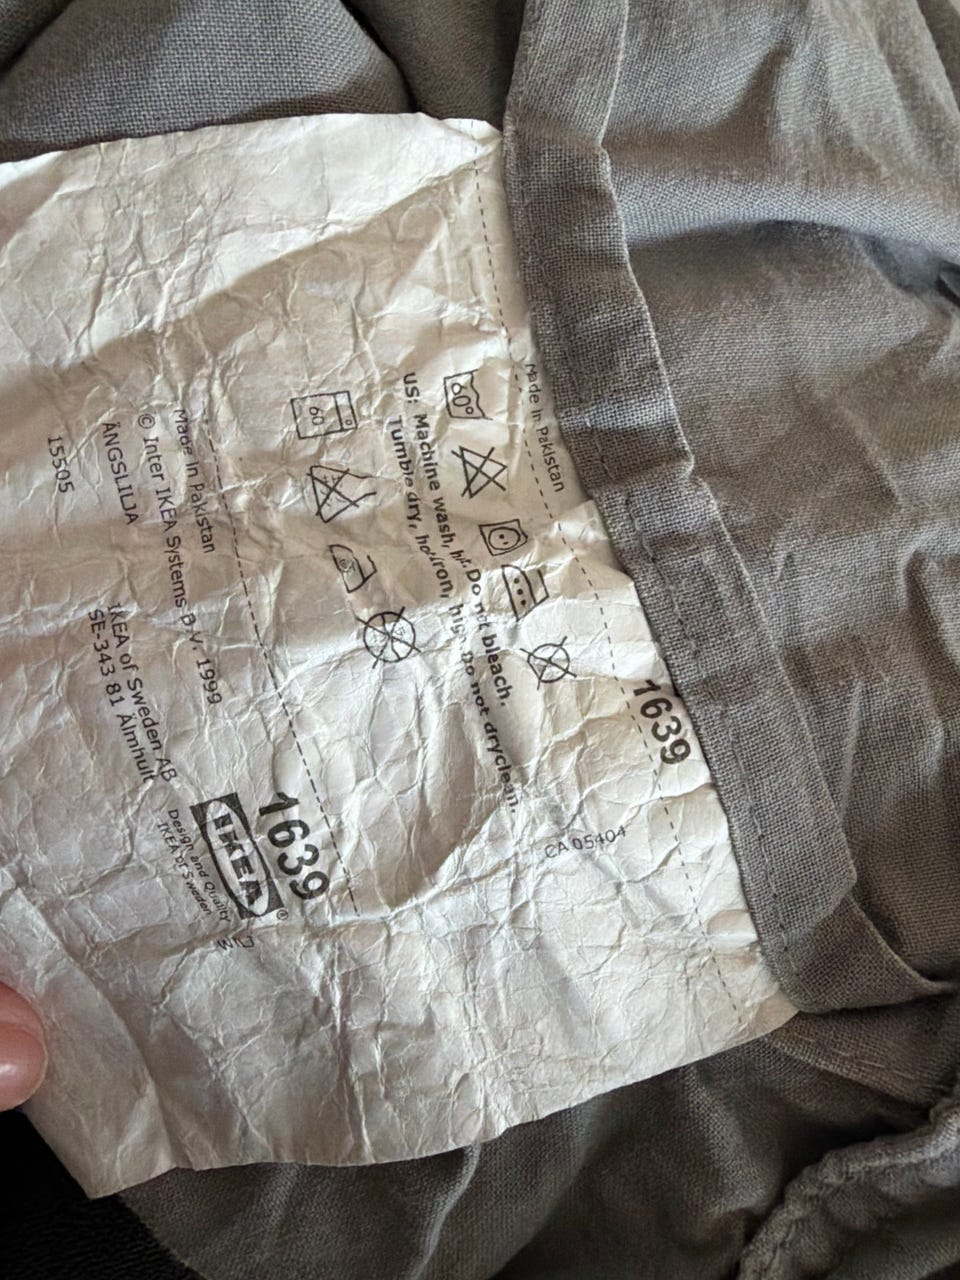 Made in Pakistan
1639
60°
US: Machine wash, hot. Do not bleach.
Tumble dry, hot. Iron, high. Do not dryclean.
CA 05404
60
1639
Made in Pakistan
© Inter IKEA Systems B.V. 1999
ÄNGSLILJA
15505
IKEA of Sweden AB
SE-343 81 Älmhult
IKEA
®
Design and Quality
IKEA of Sweden